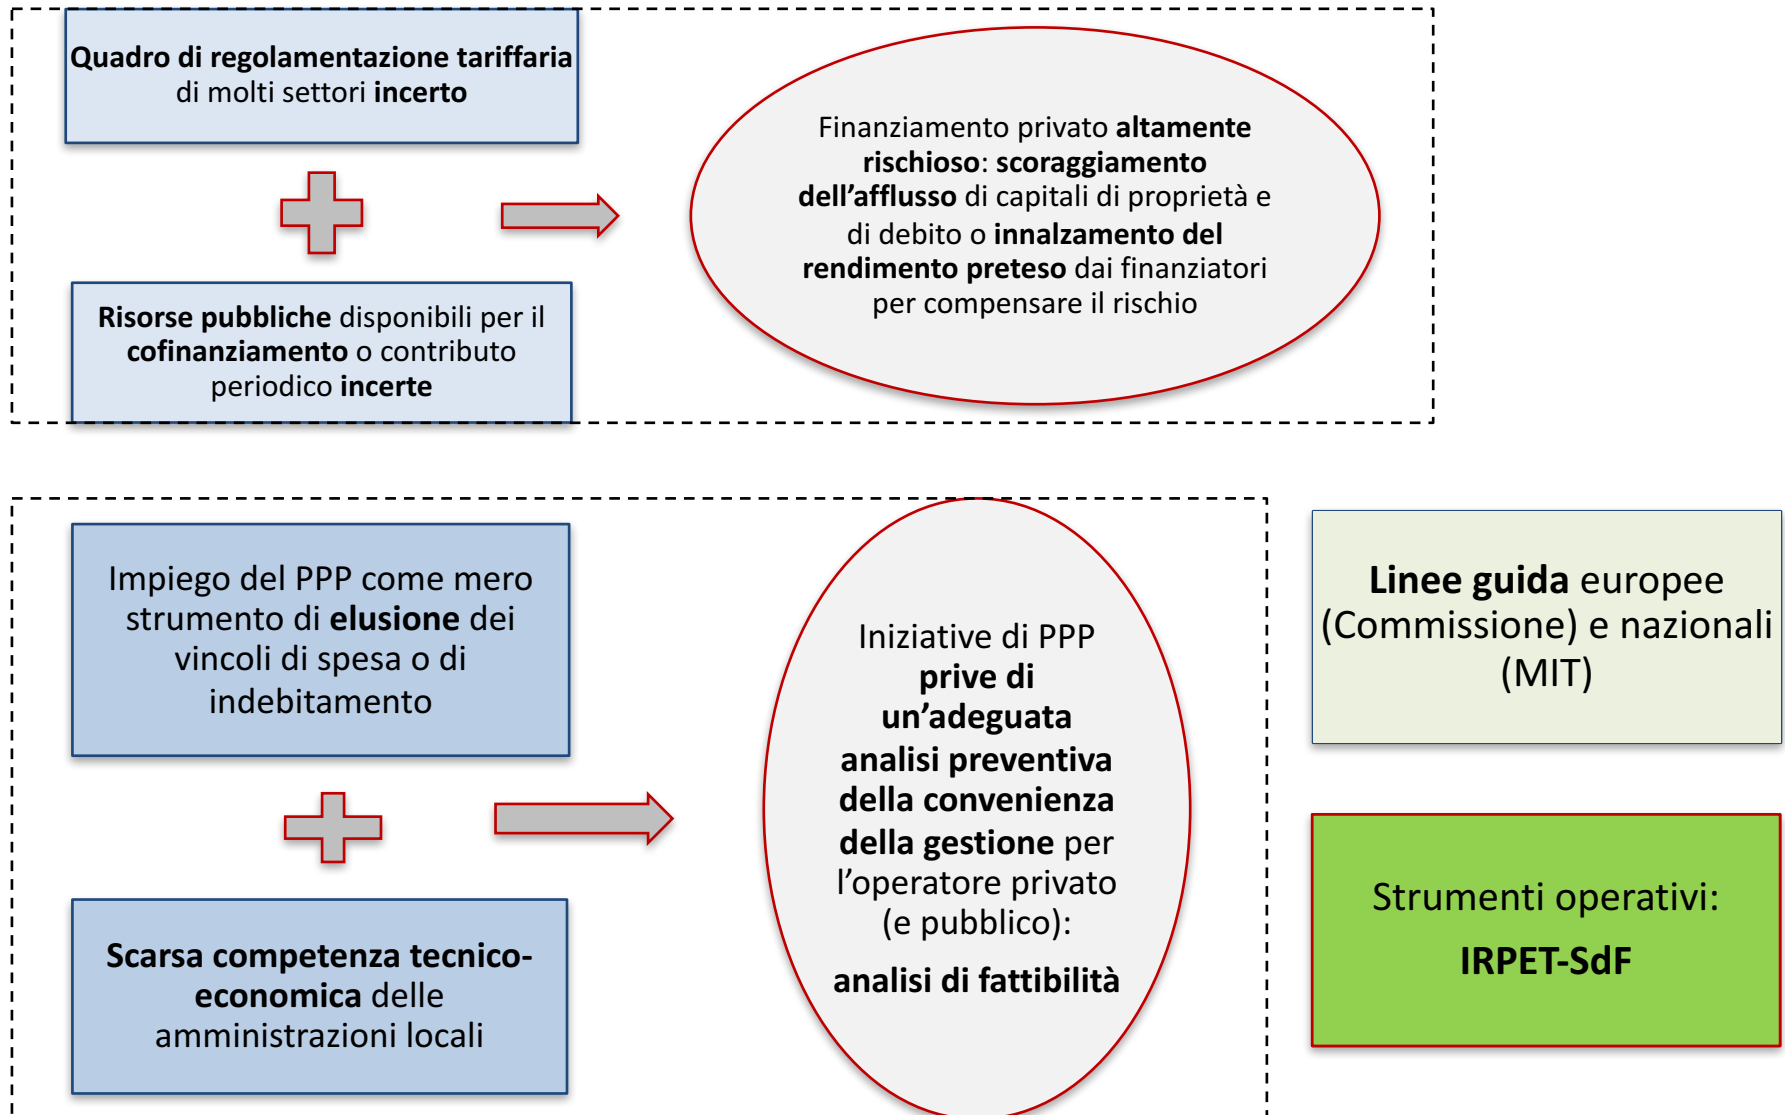 Quadro di regolamentazione tariffaria
di molti settori incerto
Finanziamento privato altamente
rischioso: scoraggiamento
dell’afflusso di capitali di proprietà e
di debito o innalzamento del
rendimento preteso dai finanziatori
per compensare il rischio
Risorse pubbliche disponibili per il
cofinanziamento o contributo
periodico incerte
Impiego del PPP come mero
strumento di elusione dei
vincoli di spesa o di
indebitamento
Scarsa competenza tecnico-
economica delle
amministrazioni locali
Iniziative di PPP
prive di
un’adeguata
analisi preventiva
della convenienza
della gestione per
l’operatore privato
(e pubblico):
analisi di fattibilità
Linee guida europee
(Commissione) e nazionali
(MIT)
Strumenti operativi:
IRPET-SdF